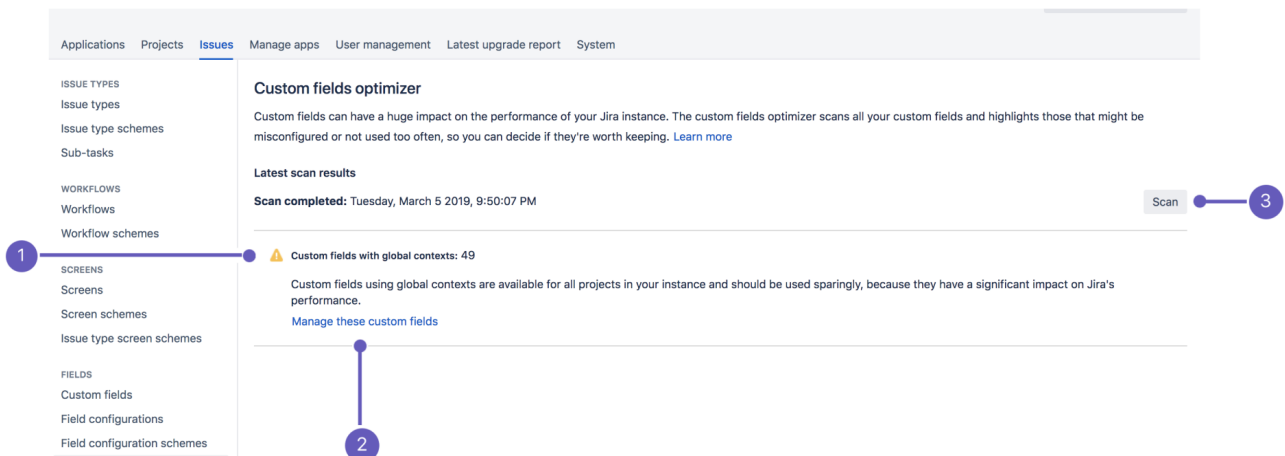 Applications Projects Issues Manage apps User management Latest upgrade report System
ISSUE TYPES
Issue types
Issue type schemes
Sub-tasks
WORKFLOWS
Workflows
Workflow schemes
SCREENS
Screens
Screen schemes
Issue type screen schemes
FIELDS
Custom fields
Field configurations
Field configuration schemes
Custom fields optimizer
Custom fields can have a huge impact on the performance of your Jira instance. The custom fields optimizer scans all your custom fields and highlights those that might be
misconfigured or not used too often, so you can decide if they're worth keeping. Learn more
Latest scan results
Scan completed: Tuesday, March 5 2019, 9:50:07 PM
Scan
3
1
Custom fields with global contexts: 49
Custom fields using global contexts are available for all projects in your instance and should be used sparingly, because they have a significant impact on Jira's
performance.
Manage these custom fields
2